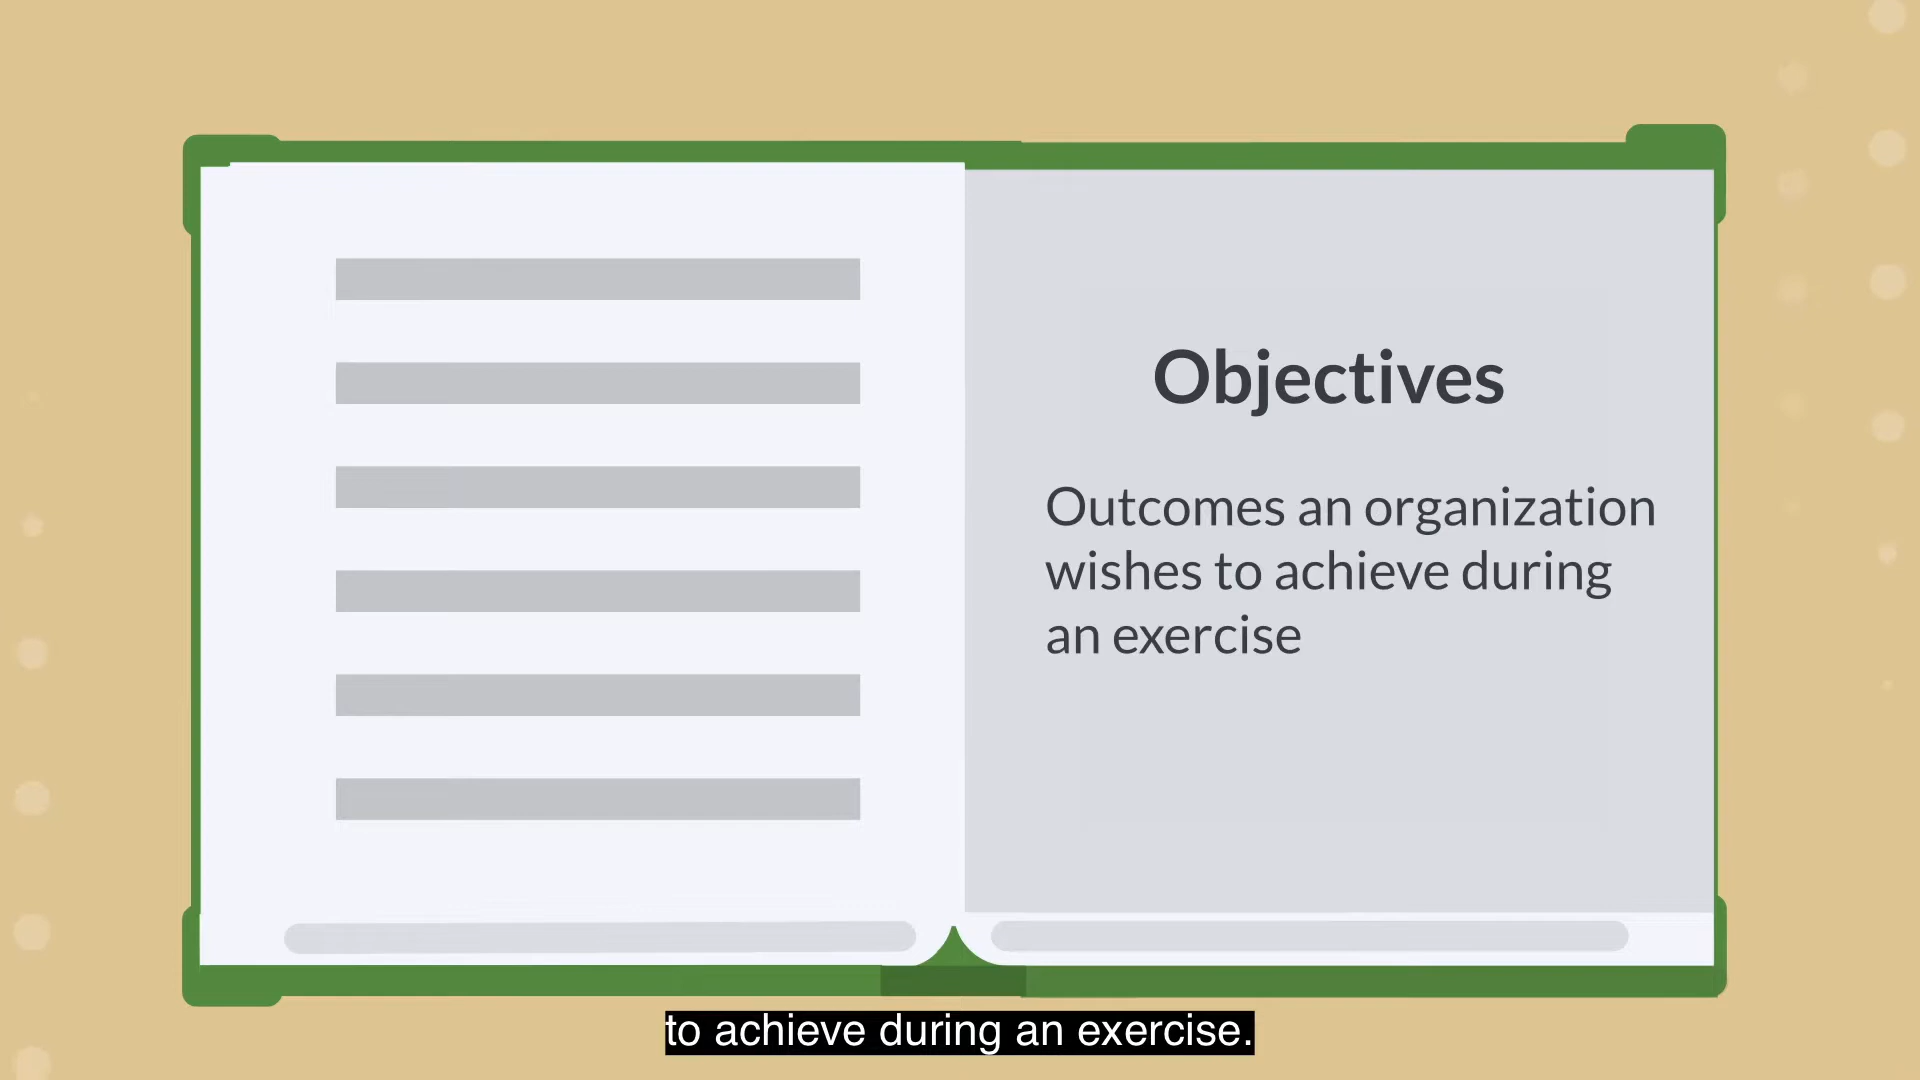 Objectives
Outcomes an organization
wishes to achieve during
an exercise
to achieve during an exercise.